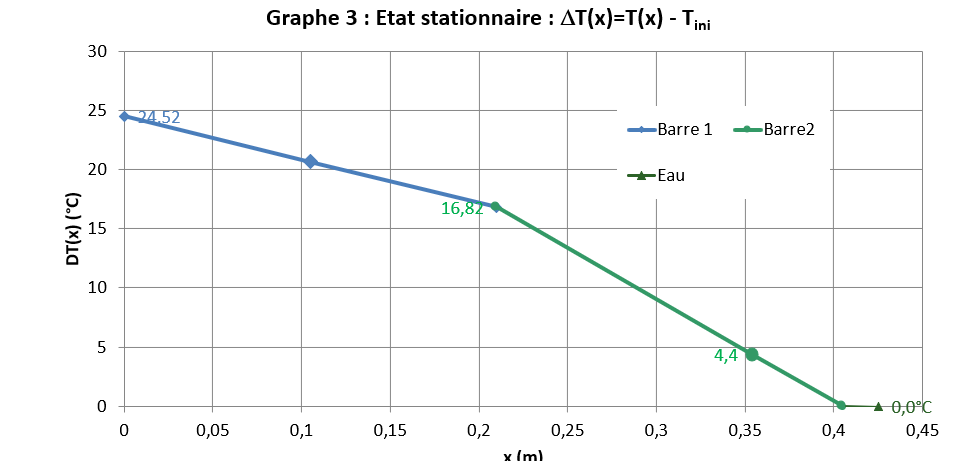 Graphe 3 : Etat stationnaire : ΔT(x)=T(x) - Tini
30
25
20
15
10
5
0
DT(x) (°C)
24,52
16,82
4,4
0,0°C
Barre 1
Barre2
Eau
0
0,05
0,1
0,15
0,2
0,25
0,3
0,35
0,4
0,45
x (m)